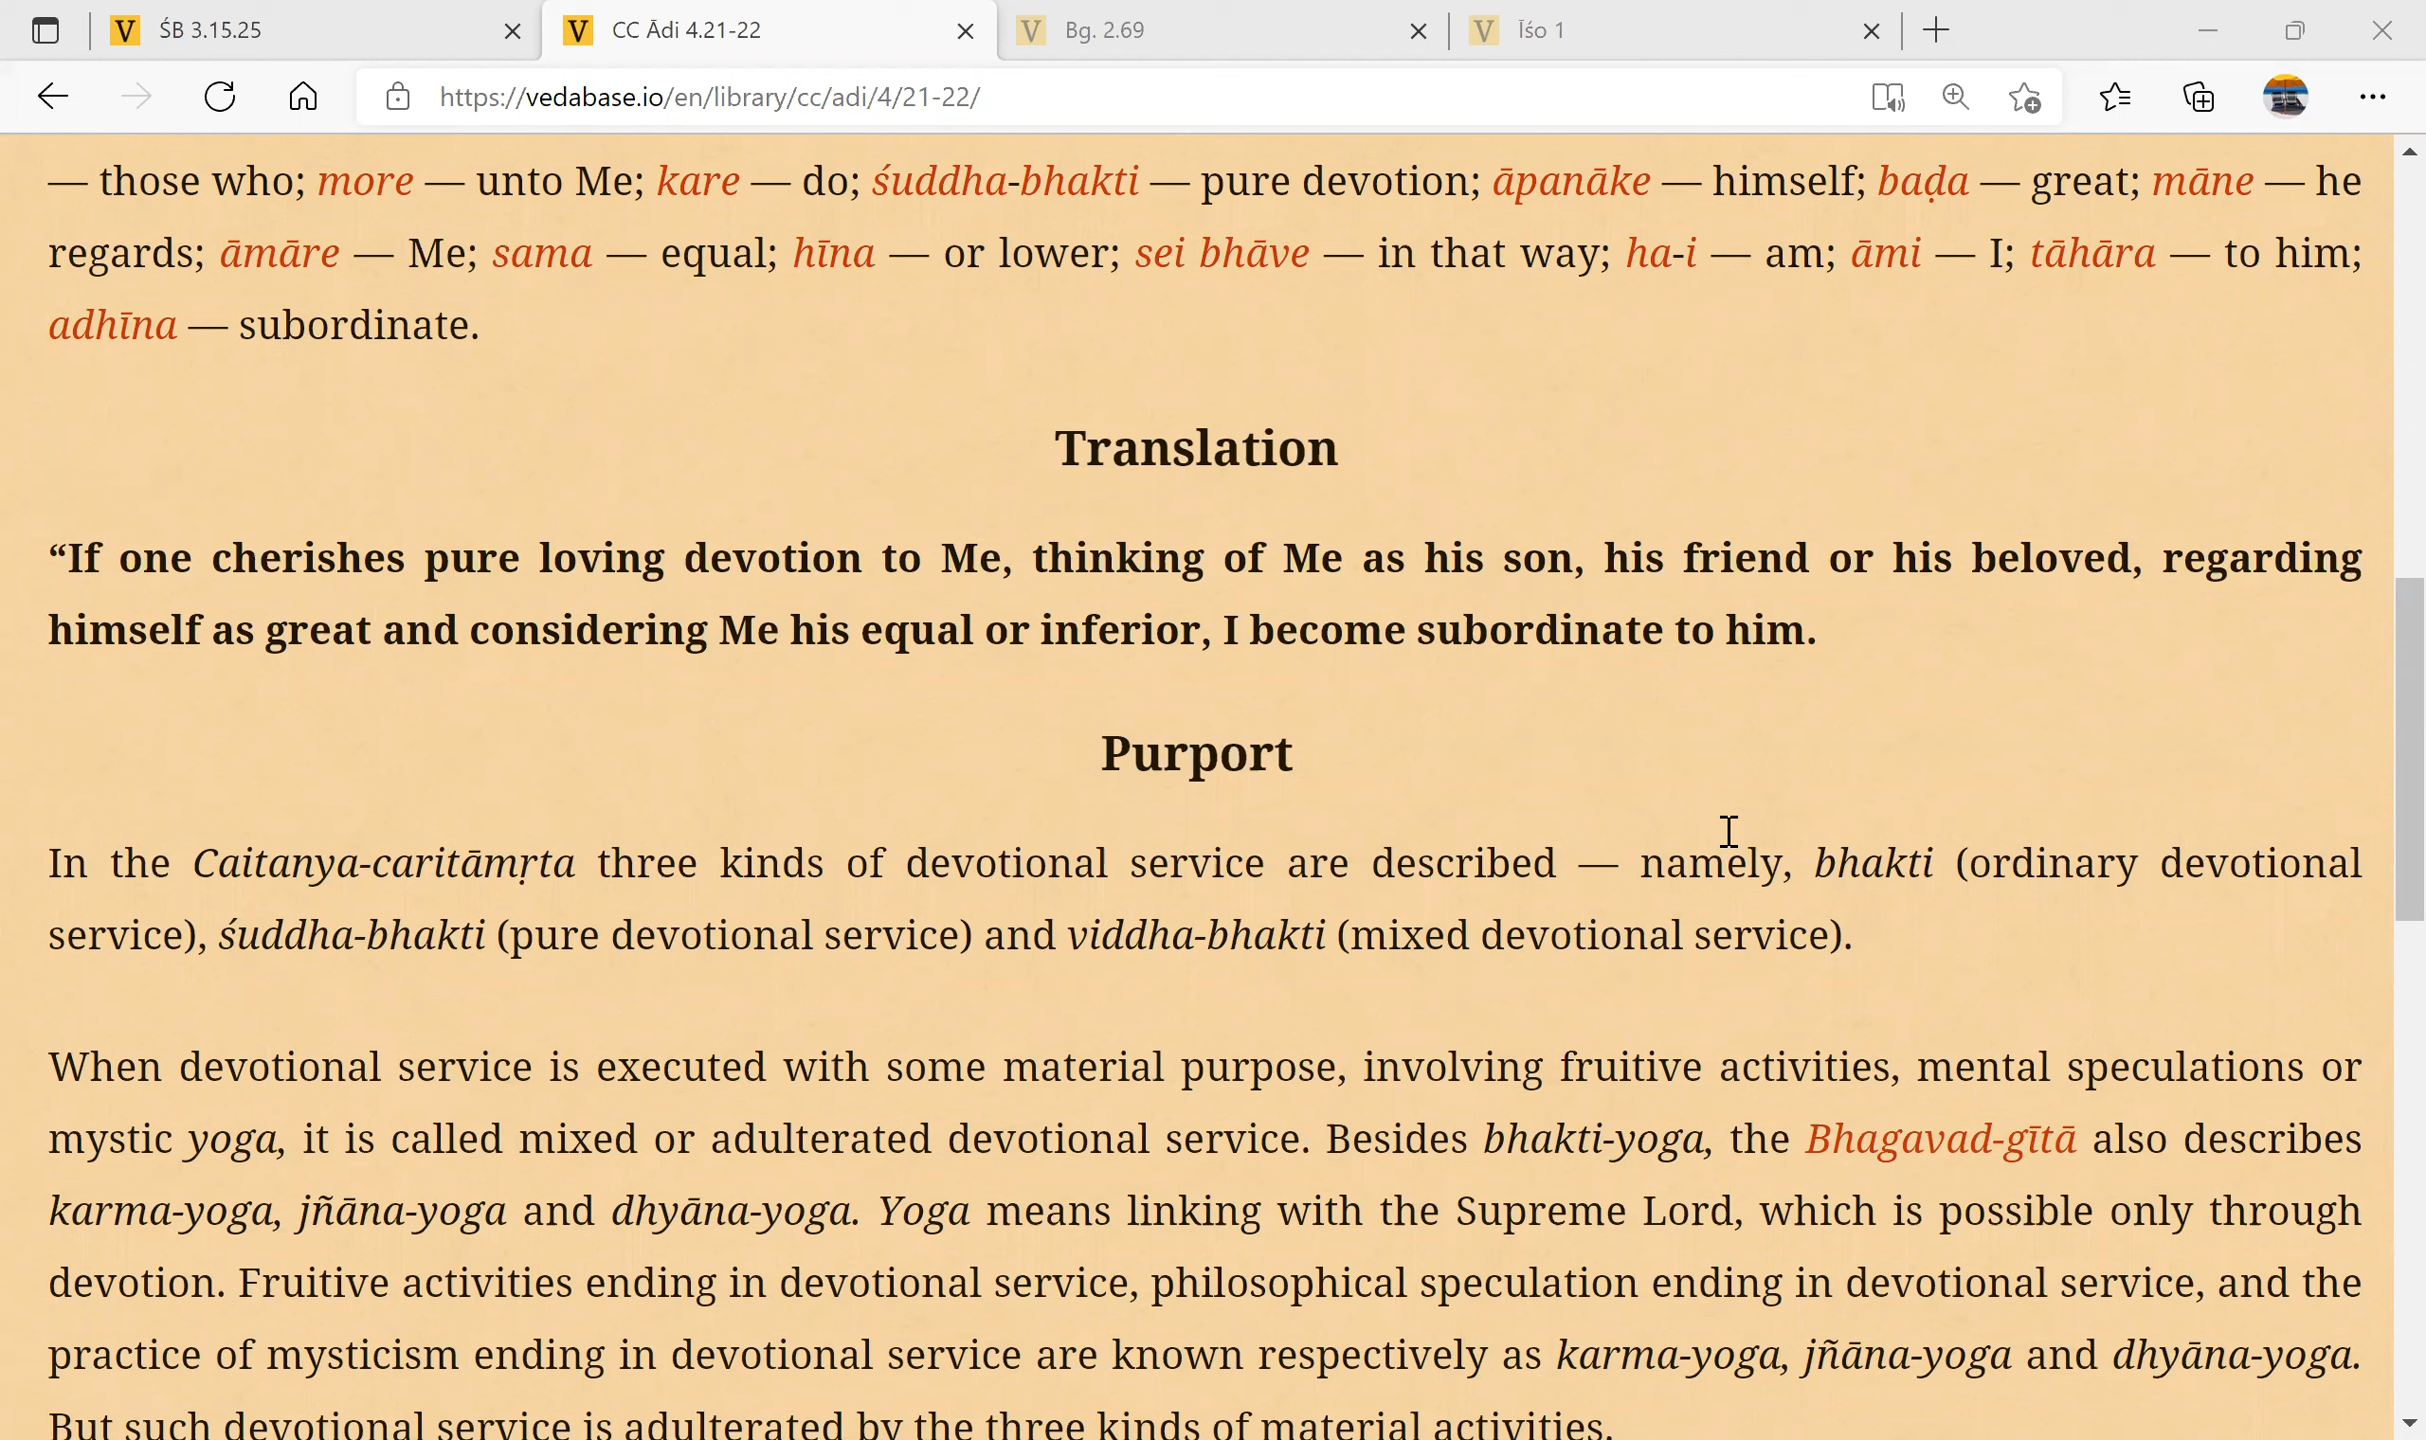 ŚB 3.15.25
CC Ādi 4.21-22
Bg. 2.69
Īśo 1
https://vedabase.io/en/library/cc/adi/4/21-22/
— those who; more — unto Me; kare — do; śuddha-bhakti — pure devotion; āpanāke — himself; baḍa — great; māne — he
regards; āmāre — Me; sama — equal; hīna — or lower; sei bhāve — in that way; ha-i — am; āmi — I; tāhāra — to him;
adhīna — subordinate.
Translation
“If one cherishes pure loving devotion to Me, thinking of Me as his son, his friend or his beloved, regarding
himself as great and considering Me his equal or inferior, I become subordinate to him.
Purport
In the Caitanya-caritāmṛta three kinds of devotional service are described — namely, bhakti (ordinary devotional
service), śuddha-bhakti (pure devotional service) and viddha-bhakti (mixed devotional service).
When devotional service is executed with some material purpose, involving fruitive activities, mental speculations or
mystic yoga, it is called mixed or adulterated devotional service. Besides bhakti-yoga, the Bhagavad-gītā also describes
karma-yoga, jñāna-yoga and dhyāna-yoga. Yoga means linking with the Supreme Lord, which is possible only through
devotion. Fruitive activities ending in devotional service, philosophical speculation ending in devotional service, and the
practice of mysticism ending in devotional service are known respectively as karma-yoga, jñāna-yoga and dhyāna-yoga.
But such devotional service is adulterated by the three kinds of material activities.